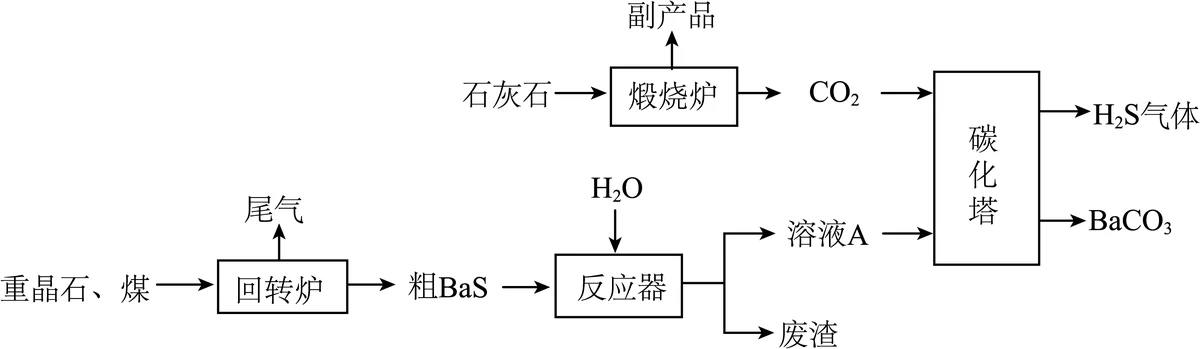 副产品
石灰石
煅烧炉
CO₂
碳化塔
H₂S气体
BaCO₃
尾气
H₂O
重晶石、煤
回转炉
粗BaS
反应器
溶液A
废渣